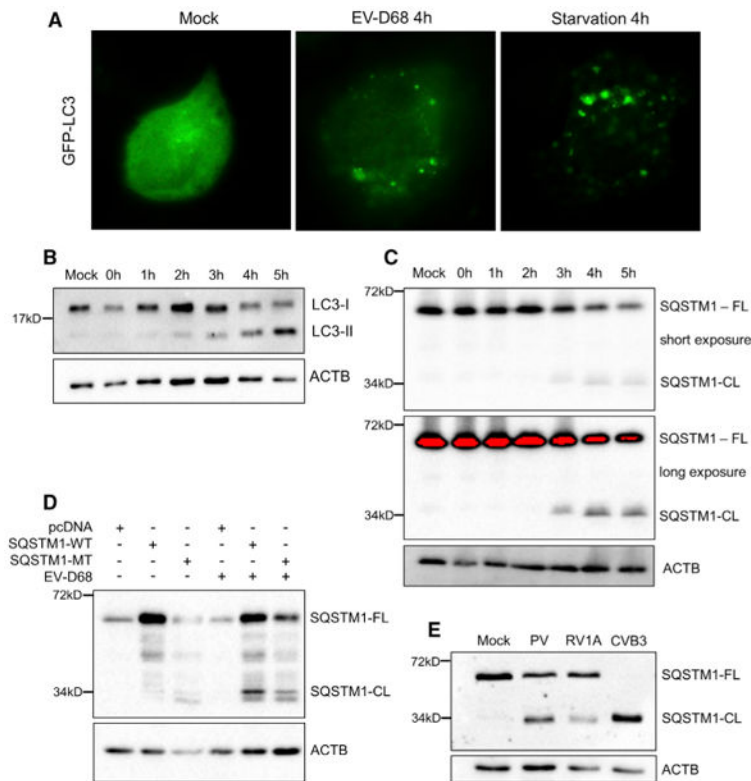 A
Mock
EV-D68 4h
Starvation 4h
GFP-LC3
B
Mock 0h 1h 2h 3h 4h 5h
17kD
LC3-I
LC3-II
ACTB
C
Mock 0h 1h 2h 3h 4h 5h
72kD
SQSTM1 – FL
short exposure
34kD
SQSTM1-CL
72kD
SQSTM1 – FL
long exposure
34kD
SQSTM1-CL
ACTB
D
pcDNA + - - + - -
SQSTM1-WT - + - - + -
SQSTM1-MT - - + - - +
EV-D68 - - - + + +
72kD
SQSTM1-FL
34kD
SQSTM1-CL
ACTB
E
Mock PV RV1A CVB3
72kD
SQSTM1-FL
34kD
SQSTM1-CL
ACTB